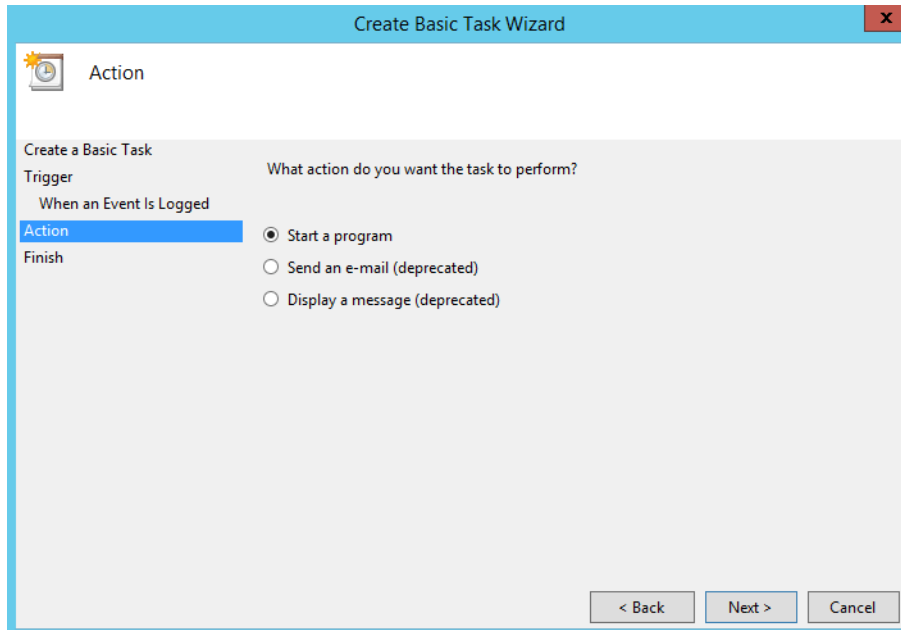 Create Basic Task Wizard
x
Action
Create a Basic Task
Trigger
When an Event Is Logged
Action
Finish
What action do you want the task to perform?
Start a program
Send an e-mail (deprecated)
Display a message (deprecated)
< Back
Next >
Cancel